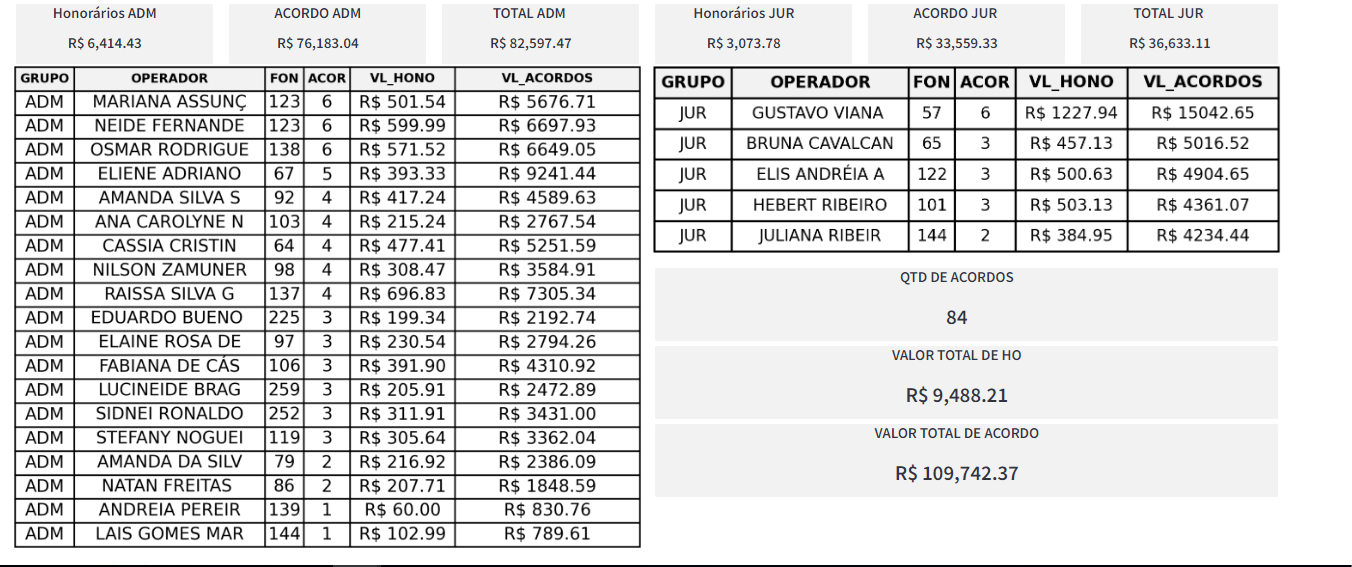 Honorários ADM
R$ 6,414.43
ACORDO ADM
R$ 76,183.04
TOTAL ADM
R$ 82,597.47
GRUPO OPERADOR FON ACOR VL_HONO VL_ACORDOS
ADM MARIANA ASSUNÇ 123 6 R$ 501.54 R$ 5676.71
ADM NEIDE FERNANDE 123 6 R$ 599.99 R$ 6697.93
ADM OSMAR RODRIGUE 138 6 R$ 571.52 R$ 6649.05
ADM ELIENE ADRIANO 67 5 R$ 393.33 R$ 9241.44
ADM AMANDA SILVA S 92 4 R$ 417.24 R$ 4589.63
ADM ANA CAROLYNE N 103 4 R$ 215.24 R$ 2767.54
ADM CASSIA CRISTIN 64 4 R$ 477.41 R$ 5251.59
ADM NILSON ZAMUNER 98 4 R$ 308.47 R$ 3584.91
ADM RAISSA SILVA G 137 4 R$ 696.83 R$ 7305.34
ADM EDUARDO BUENO 225 3 R$ 199.34 R$ 2192.74
ADM ELAINE ROSA DE 97 3 R$ 230.54 R$ 2794.26
ADM FABIANA DE CÁS 106 3 R$ 391.90 R$ 4310.92
ADM LUCINEIDE BRAG 259 3 R$ 205.91 R$ 2472.89
ADM SIDNEI RONALDO 252 3 R$ 311.91 R$ 3431.00
ADM STEFANY NOGUEI 119 3 R$ 305.64 R$ 3362.04
ADM AMANDA DA SILV 79 2 R$ 216.92 R$ 2386.09
ADM NATAN FREITAS 86 2 R$ 207.71 R$ 1848.59
ADM ANDREIA PEREIR 139 1 R$ 60.00 R$ 830.76
ADM LAIS GOMES MAR 144 1 R$ 102.99 R$ 789.61
Honorários JUR
R$ 3,073.78
ACORDO JUR
R$ 33,559.33
TOTAL JUR
R$ 36,633.11
GRUPO OPERADOR FON ACOR VL_HONO VL_ACORDOS
JUR GUSTAVO VIANA 57 6 R$ 1227.94 R$ 15042.65
JUR BRUNA CAVALCAN 65 3 R$ 457.13 R$ 5016.52
JUR ELIS ANDRÉIA A 122 3 R$ 500.63 R$ 4904.65
JUR HEBERT RIBEIRO 101 3 R$ 503.13 R$ 4361.07
JUR JULIANA RIBEIR 144 2 R$ 384.95 R$ 4234.44
QTD DE ACORDOS
84
VALOR TOTAL DE HO
R$ 9,488.21
VALOR TOTAL DE ACORDO
R$ 109,742.37